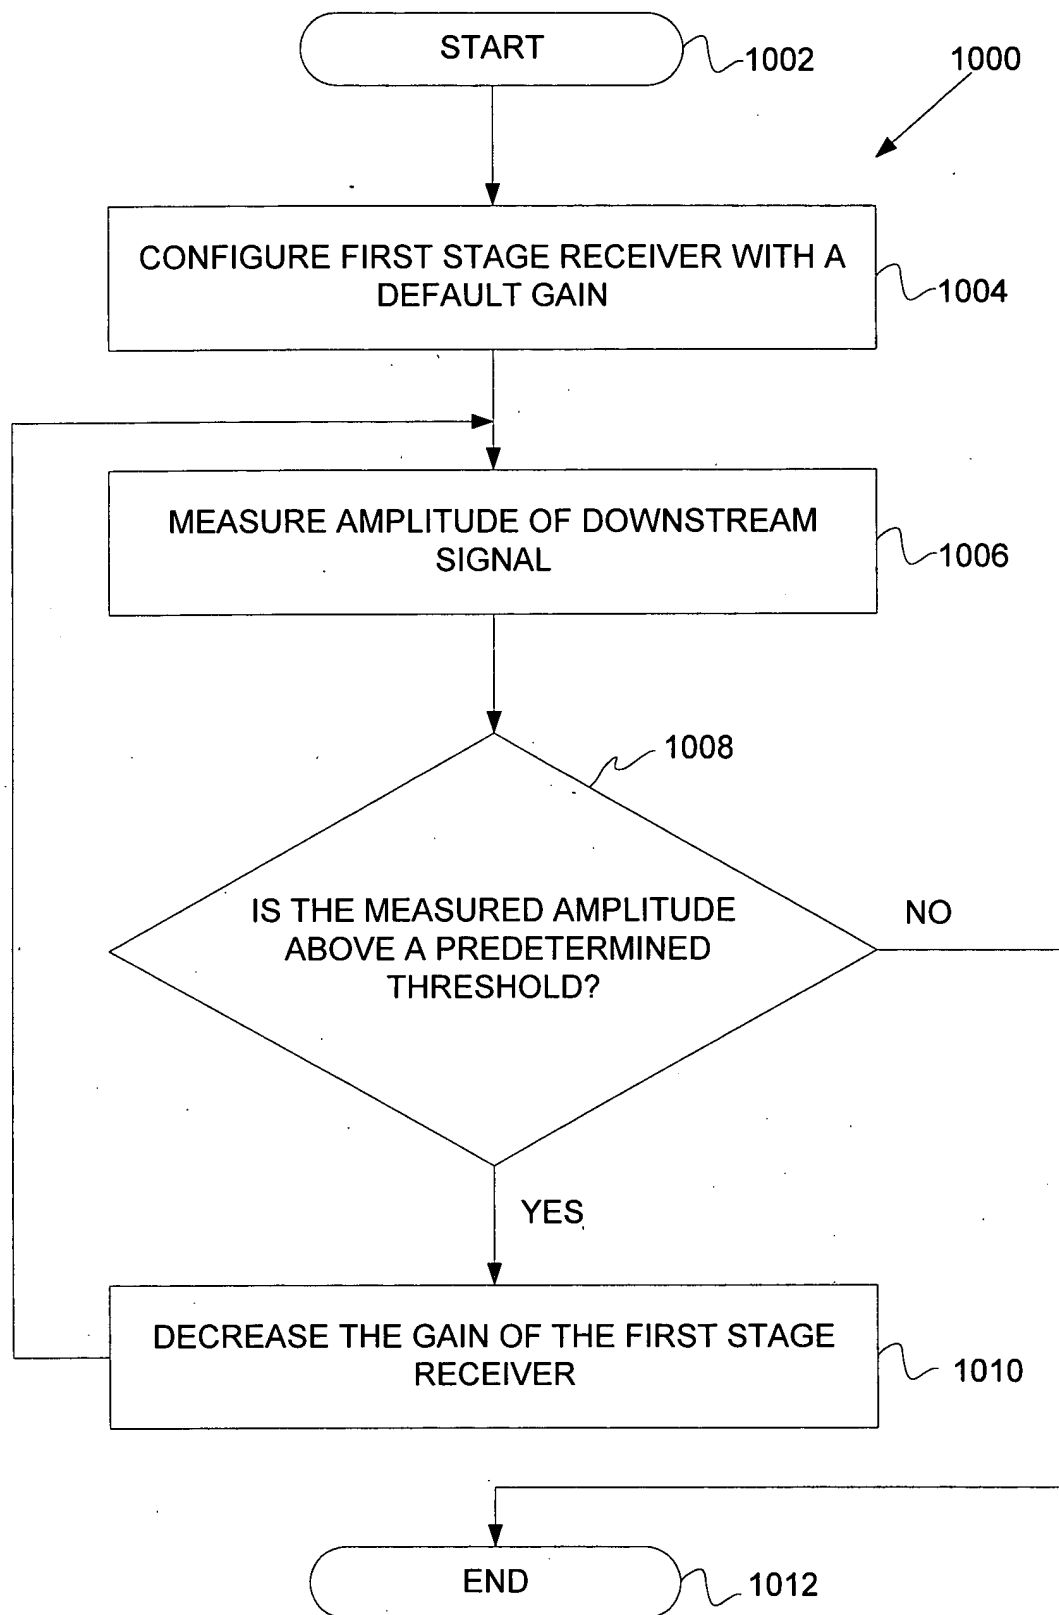 START
1002
1000
CONFIGURE FIRST STAGE RECEIVER WITH A
DEFAULT GAIN
1004
MEASURE AMPLITUDE OF DOWNSTREAM
SIGNAL
1006
1008
IS THE MEASURED AMPLITUDE
ABOVE A PREDETERMINED
THRESHOLD?
NO
YES
DECREASE THE GAIN OF THE FIRST STAGE
RECEIVER
1010
END
1012